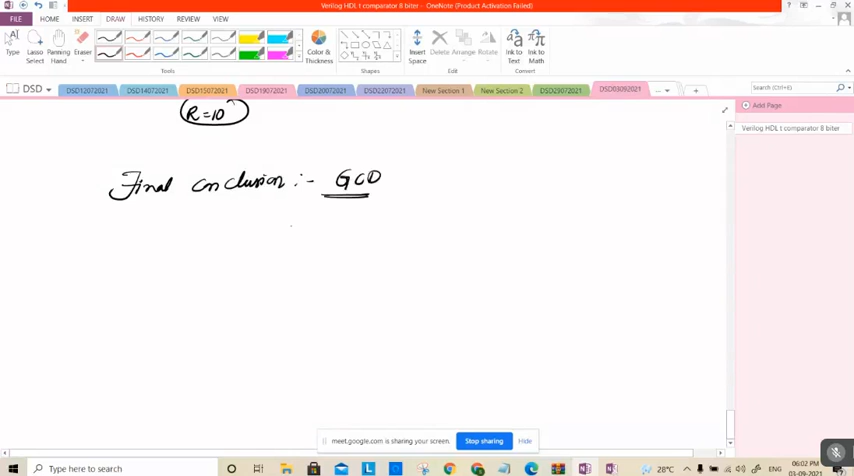 Verilog HDL t comparator 8 biter - OneNote (Product Activation Failed)
FILE HOME INSERT DRAW HISTORY REVIEW VIEW
Type Lasso Select Panning Hand Eraser Color & Thickness Insert Space Delete Arrange Rotate Ink to Text Ink to Math
Tools Shapes Edit Convert
DSD DSD12072021 DSD14072021 DSD15072021 DSD19072021 DSD20072021 DSD22072021 New Section 1 New Section 2 DSD29072021 DSD03092021 ... + Search (Ctrl+E)
Add Page
R=10
Verilog HDL t comparator 8 biter
Final conclusion :- GCD
meet.google.com is sharing your screen. Stop sharing Hide
Type here to search 28°C ENG 06:02 PM
03-09-2021